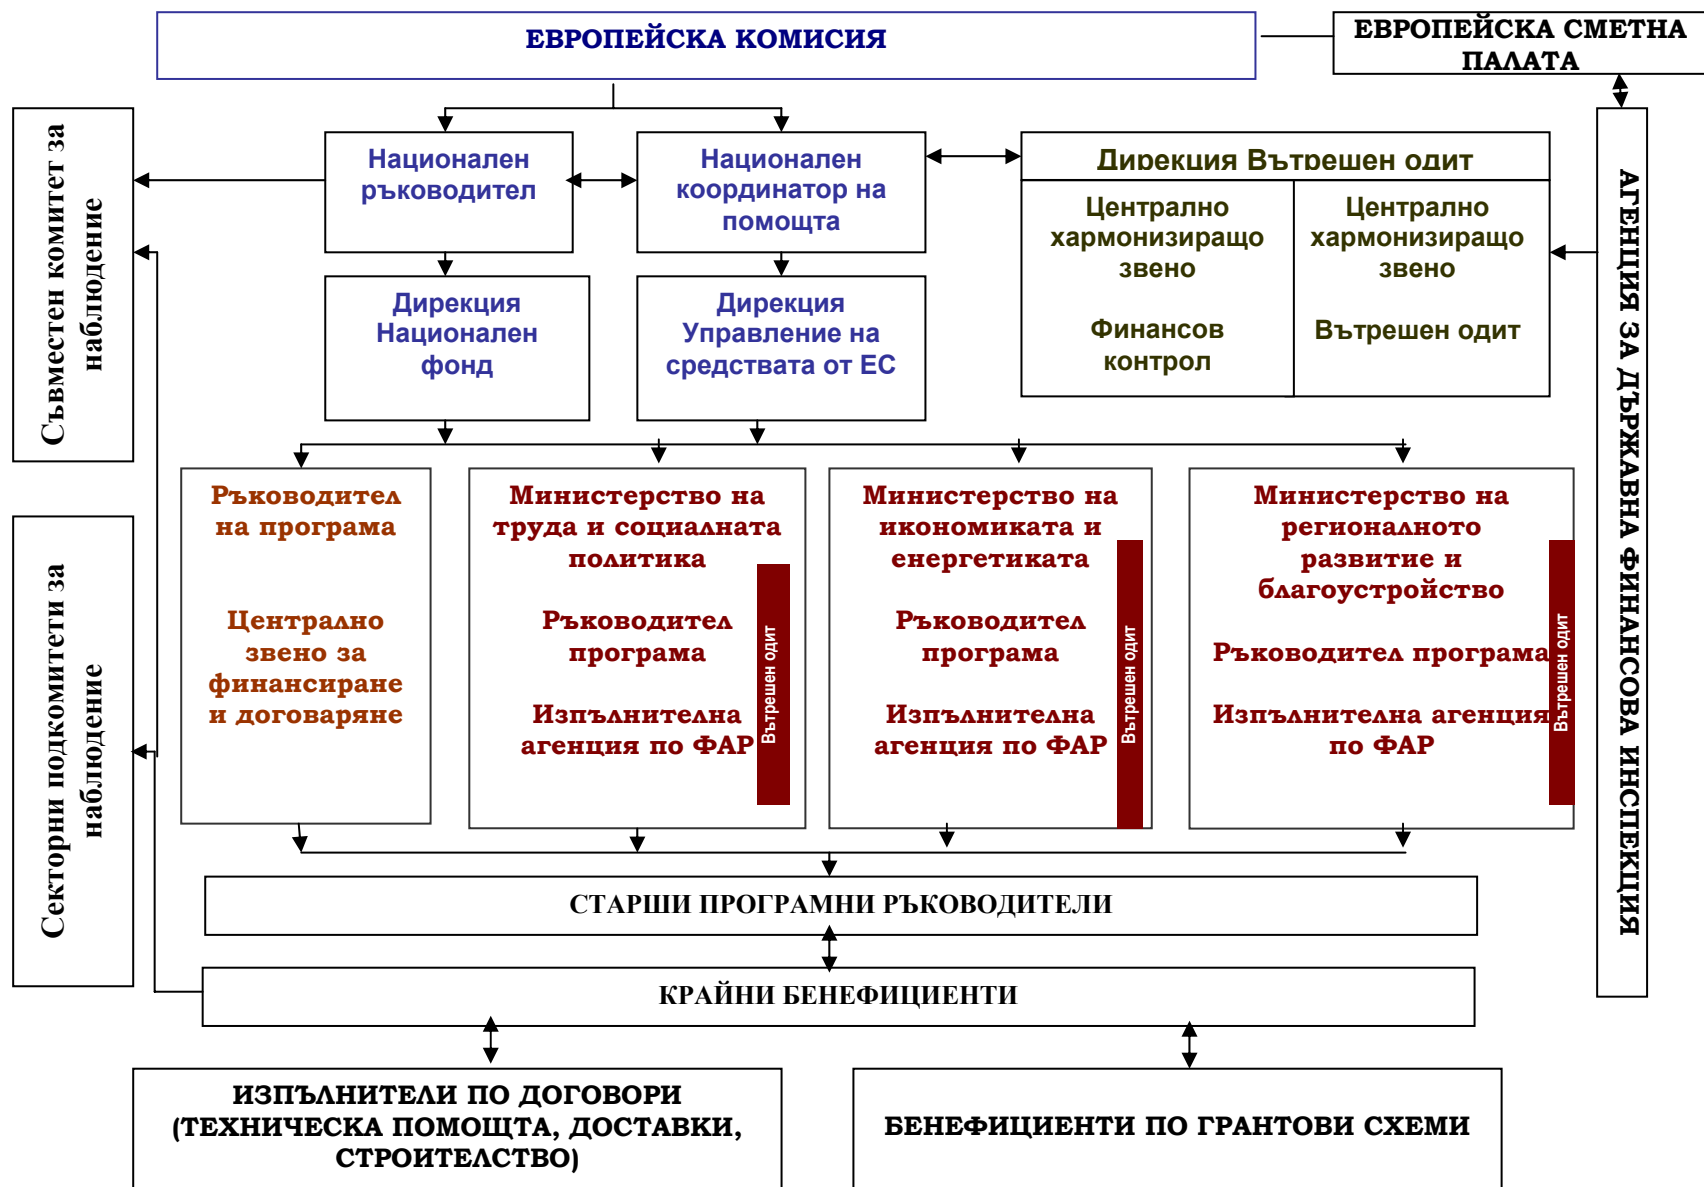 ЕВРОПЕЙСКА КОМИСИЯ
ЕВРОПЕЙСКА СМЕТНА
ПАЛАТА
Съвместен комитет за
наблюдение
Национален
ръководител
Национален
координатор на
помощта
Дирекция Вътрешен одит
Централно
хармонизиращо
звено
Финансов
контрол
Централно
хармонизиращо
звено
Вътрешен одит
АГЕНЦИЯ ЗА ДЪРЖАВНА ФИНАНСОВА ИНСПЕКЦИЯ
Дирекция
Национален
фонд
Дирекция
Управление на
средствата от ЕС
Секторни подкомитети за
наблюдение
Ръководител
на програма
Централно
звено за
финансиране
и договаряне
Министерство на
труда и социалната
политика
Ръководител
програма
Изпълнителна
агенция по ФАР
Вътрешен одит
Министерство на
икономиката и
енергетиката
Ръководител
програма
Изпълнителна
агенция по ФАР
Вътрешен одит
Министерство на
регионалното
развитие и
благоустройство
Ръководител програма
Изпълнителна агенция
по ФАР
Вътрешен одит
СТАРШИ ПРОГРАМНИ РЪКОВОДИТЕЛИ
КРАЙНИ БЕНЕФИЦИЕНТИ
ИЗПЪЛНИТЕЛИ ПО ДОГОВОРИ
(ТЕХНИЧЕСКА ПОМОЩТА, ДОСТАВКИ,
СТРОИТЕЛСТВО)
БЕНЕФИЦИЕНТИ ПО ГРАНТОВИ СХЕМИ